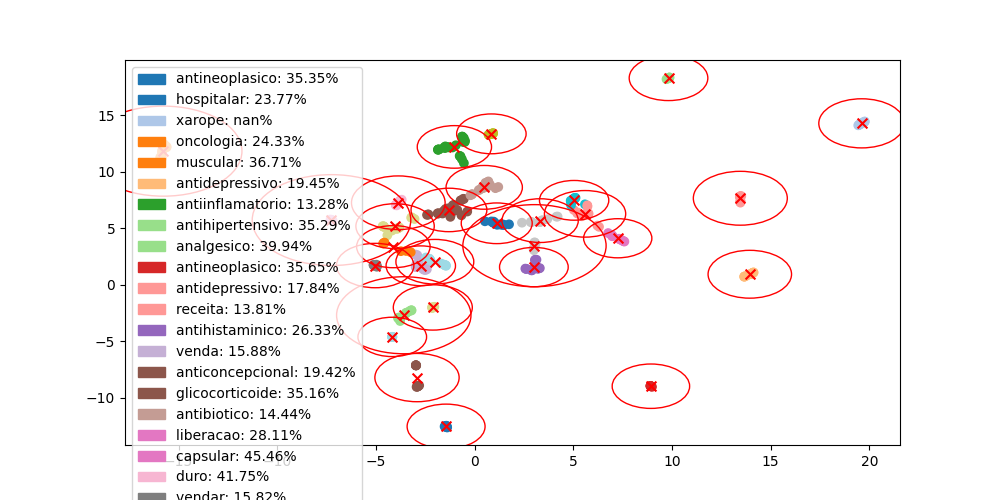 antineoplasico: 35.35%
hospitalar: 23.77%
xarope: nan%
oncologia: 24.33%
muscular: 36.71%
antidepressivo: 19.45%
antiinflamatorio: 13.28%
antihipertensivo: 35.29%
analgesico: 39.94%
antineoplasico: 35.65%
antidepressivo: 17.84%
receita: 13.81%
antihistaminico: 26.33%
venda: 15.88%
anticoncepcional: 19.42%
glicocorticoide: 35.16%
antibiotico: 14.44%
liberacao: 28.11%
capsular: 45.46%
duro: 41.75%
vendar: 15.82%
15
10
5
0
−5
−10
−15
−10
−5
0
5
10
15
20